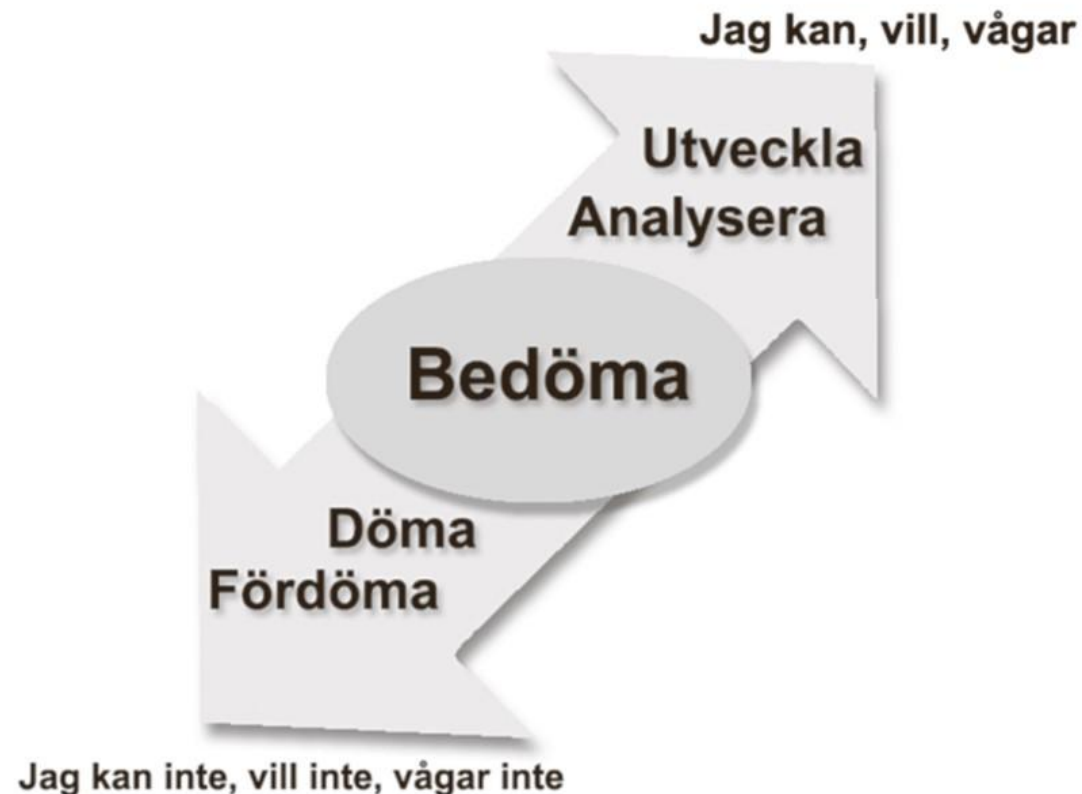 Jag kan, vill, vågar
Utveckla
Analysera
Bedöma
Döma
Fördöma
Jag kan inte, vill inte, vågar inte